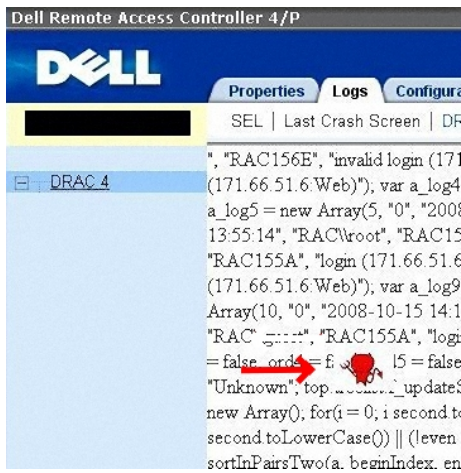 Dell Remote Access Controller 4/P
DELL
Properties Logs Configura
SEL | Last Crash Screen | DR
DRAC 4
", "RAC156E", "invalid login (171
(171.66.51.6:Web)"); var a_log4
a_log5 = new Array(5, "0", "2008
13:55:14", "RAC\\root", "RAC15
"RAC155A", "login (171.66.51.6
(171.66.51.6:Web)"); var a_log9
Array(10, "0", "2008-10-15 14:1
"RAC "RAC155A", "logi
= false = f 15 = false
"Unknown"; top updateS
new Array(); for(i = 0; i second.to
second.toLowerCase()) || (!even
sortInPairsTwo(a, beginIndex, en